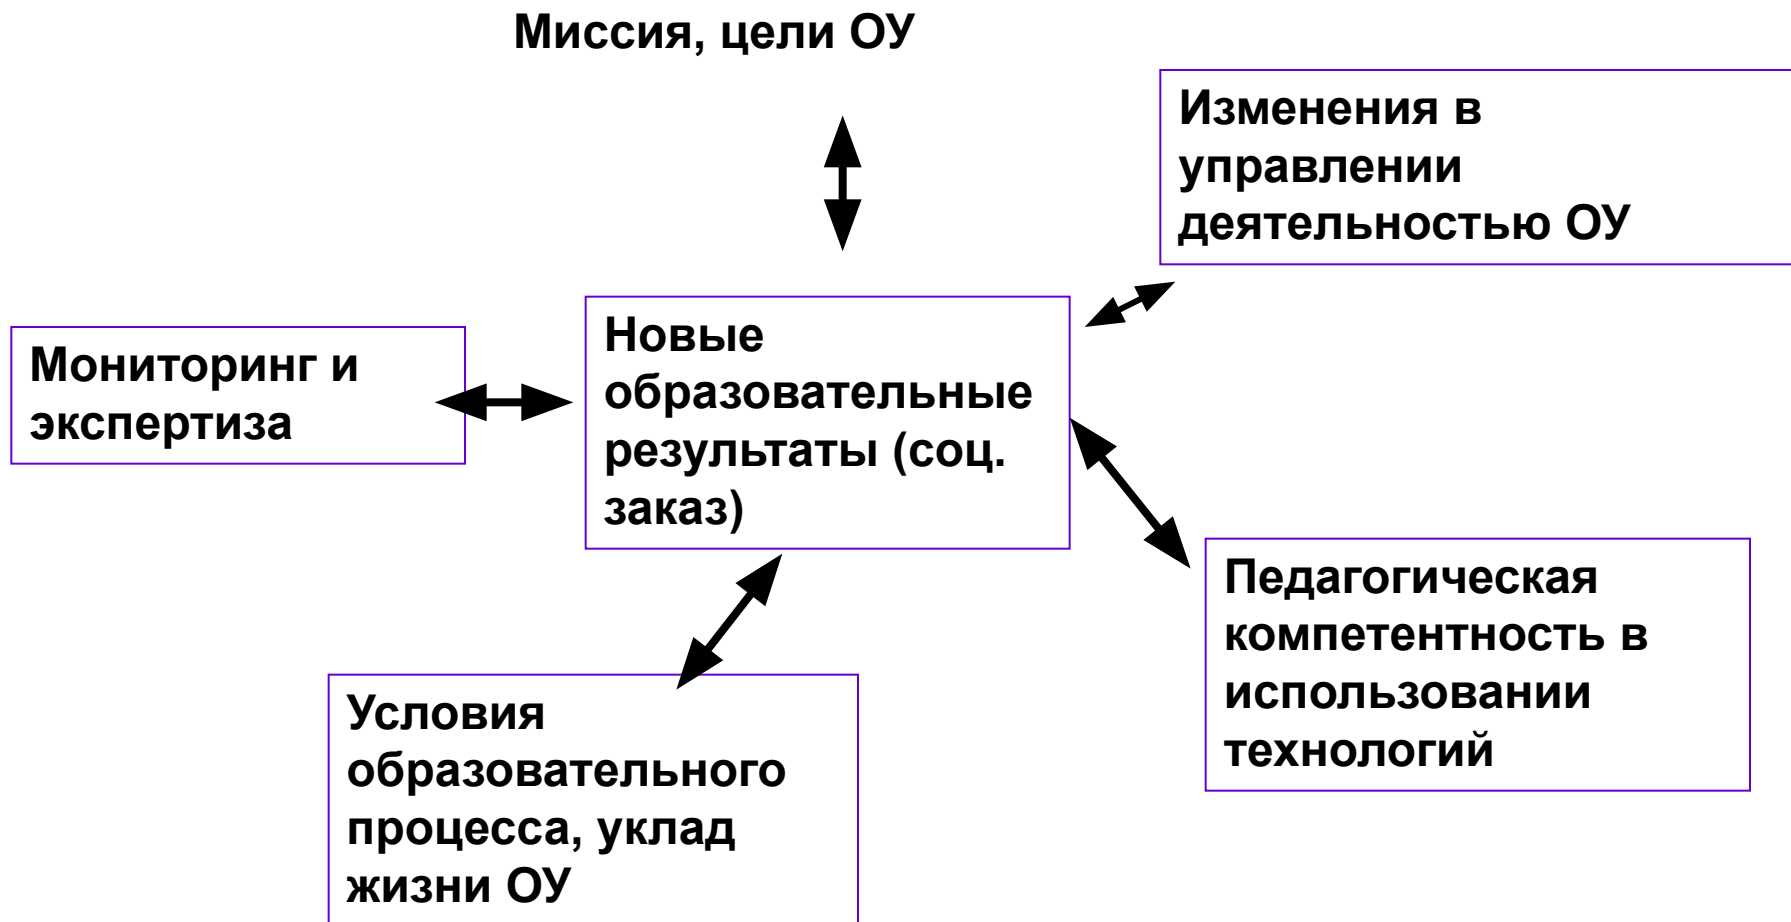 Миссия, цели ОУ
Изменения в
управлении
деятельностью ОУ
Мониторинг и
экспертиза
Новые
образовательные
результаты (соц.
заказ)
Педагогическая
компетентность в
использовании
технологий
Условия
образовательного
процесса, уклад
жизни ОУ